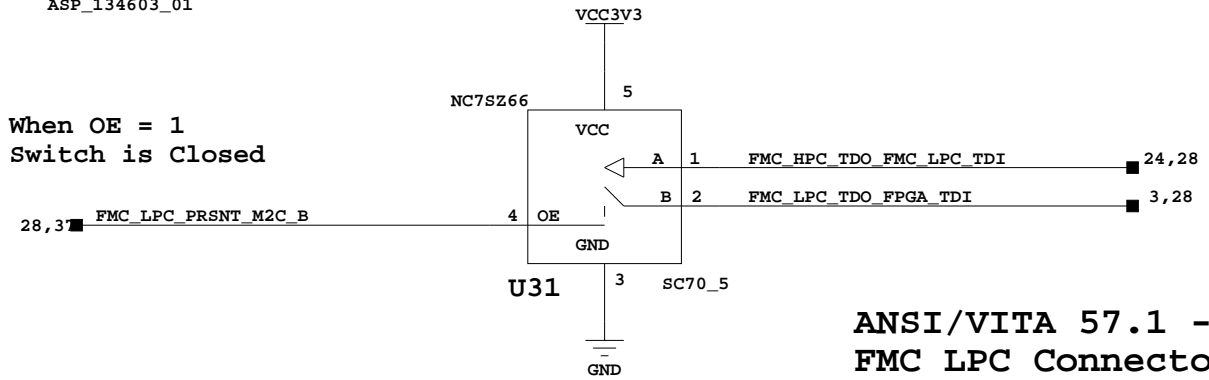 ASP_134603_01
VCC3V3
NC7SZ66
5
When OE = 1
Switch is Closed
VCC
A 1 FMC_HPC_TDO_FMC_LPC_TDI 24,28
B 2 FMC_LPC_TDO_FPGA_TDI 3,28
28,37 FMC_LPC_PRSNT_M2C_B 4 OE
GND
U31 3 SC70_5
ANSI/VITA 57.1 -
FMC LPC Connecto
GND